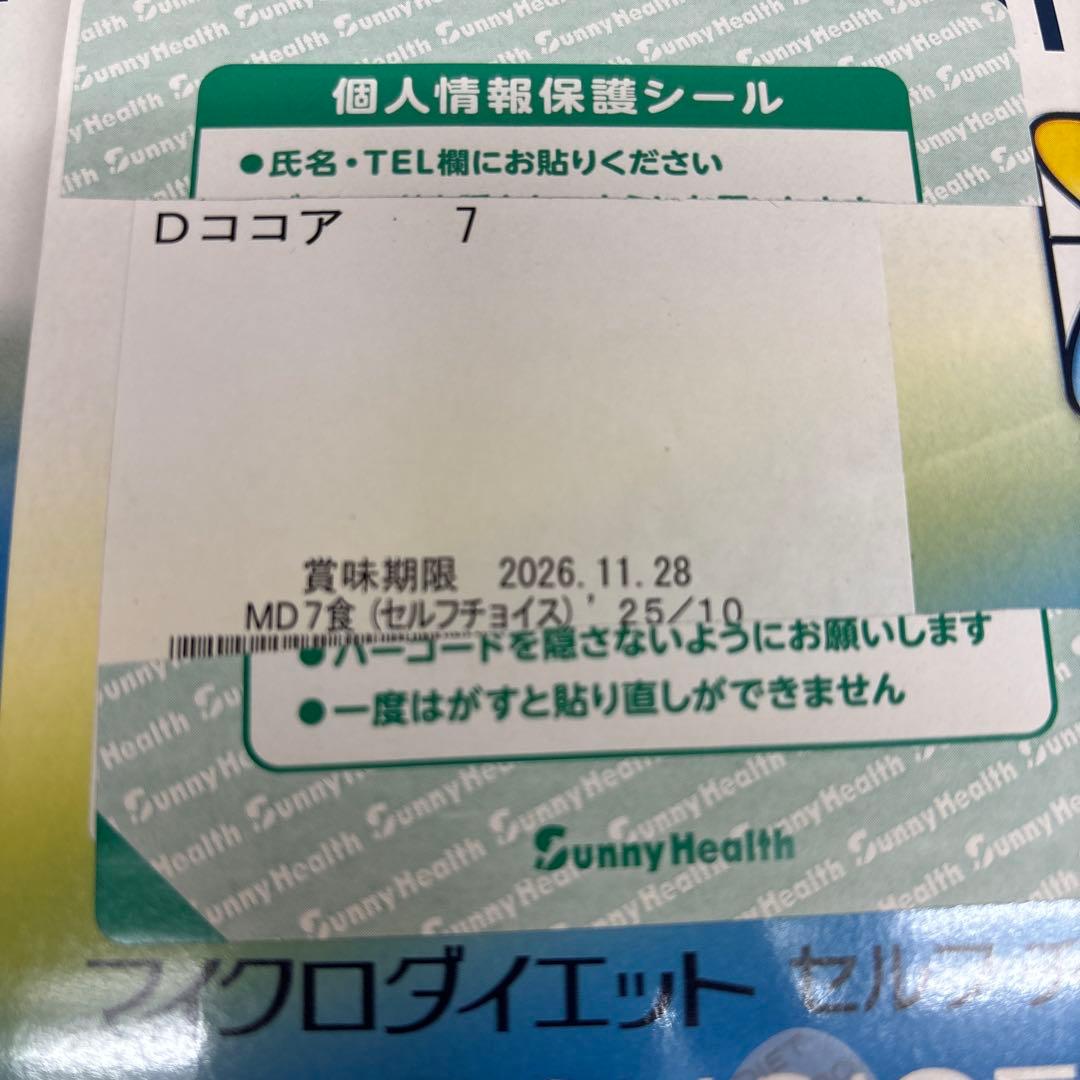 個人情報保護シール
●氏名・TEL欄にお貼りください
Dココア 7
賞味期限 2026.11.28
MD7食(セルフチョイス)'25/10
●バーコードを隠さないようにお願いします
●一度はがすと貼り直しができません
SunnyHealth
マイクロダイエット セルフチ